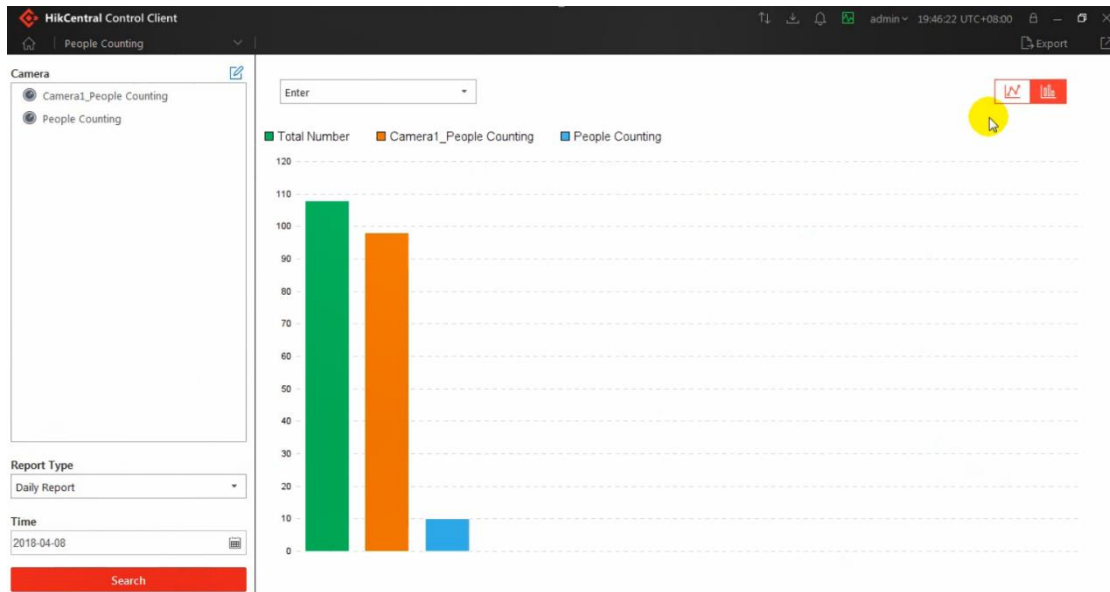 HikCentral Control Client
admin 19:46:22 UTC+08:00
People Counting
Export
Camera
Camera1_People Counting
People Counting
Report Type
Daily Report
Time
2018-04-08
Search
Enter
Total Number Camera1_People Counting People Counting
120
110
100
90
80
70
60
50
40
30
20
10
0